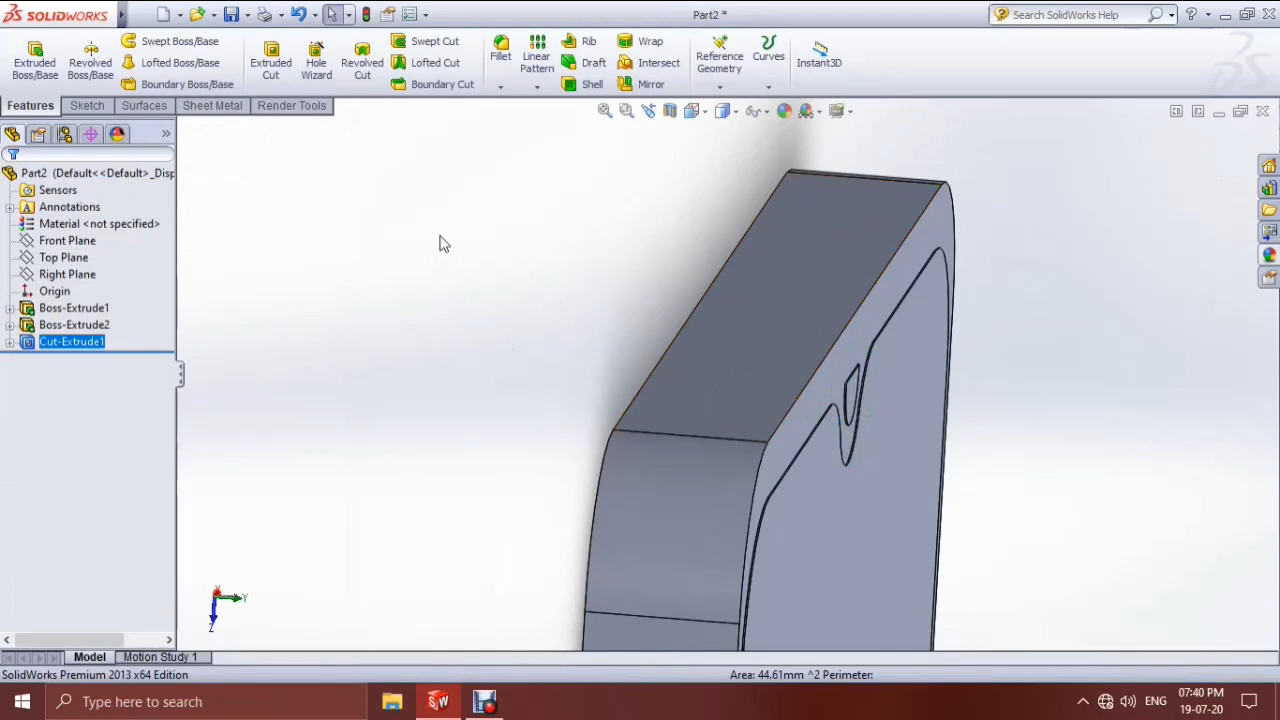 SOLIDWORKS
Part2 *
Search SolidWorks Help
Extruded Boss/Base
Revolved Boss/Base
Swept Boss/Base
Lofted Boss/Base
Boundary Boss/Base
Extruded Cut
Hole Wizard
Revolved Cut
Swept Cut
Lofted Cut
Boundary Cut
Fillet
Linear Pattern
Rib
Draft
Shell
Wrap
Intersect
Mirror
Reference Geometry
Curves
Instant3D
Features
Sketch
Surfaces
Sheet Metal
Render Tools
Part2 (Default<<Default>_Disp
Sensors
Annotations
Material <not specified>
Front Plane
Top Plane
Right Plane
Origin
Boss-Extrude1
Boss-Extrude2
Cut-Extrude1
Y
Z
Model
Motion Study 1
SolidWorks Premium 2013 x64 Edition
Area: 44.61mm ^2 Perimeter:
Type here to search
ENG
07:40 PM
19-07-20